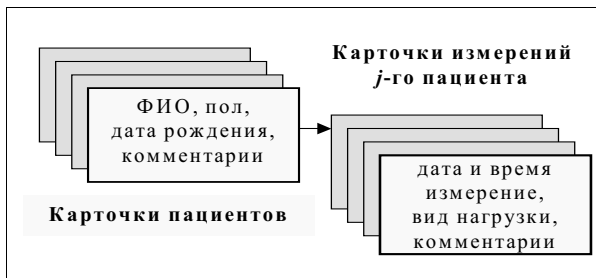 Карточки измерений
j-го пациента
ФИО, пол,
дата рождения,
комментарии
Карточки пациентов
дата и время
измерение,
вид нагрузки,
комментарии